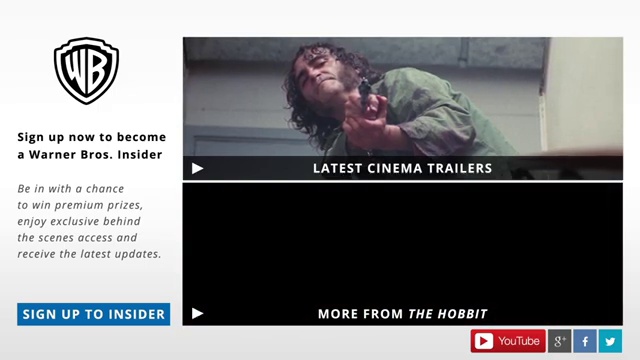 WB
Sign up now to become
a Warner Bros. Insider
Be in with a chance
to win premium prizes,
enjoy exclusive behind
the scenes access and
receive the latest updates.
SIGN UP TO INSIDER
LATEST CINEMA TRAILERS
MORE FROM THE HOBBIT
YouTube
g+
f